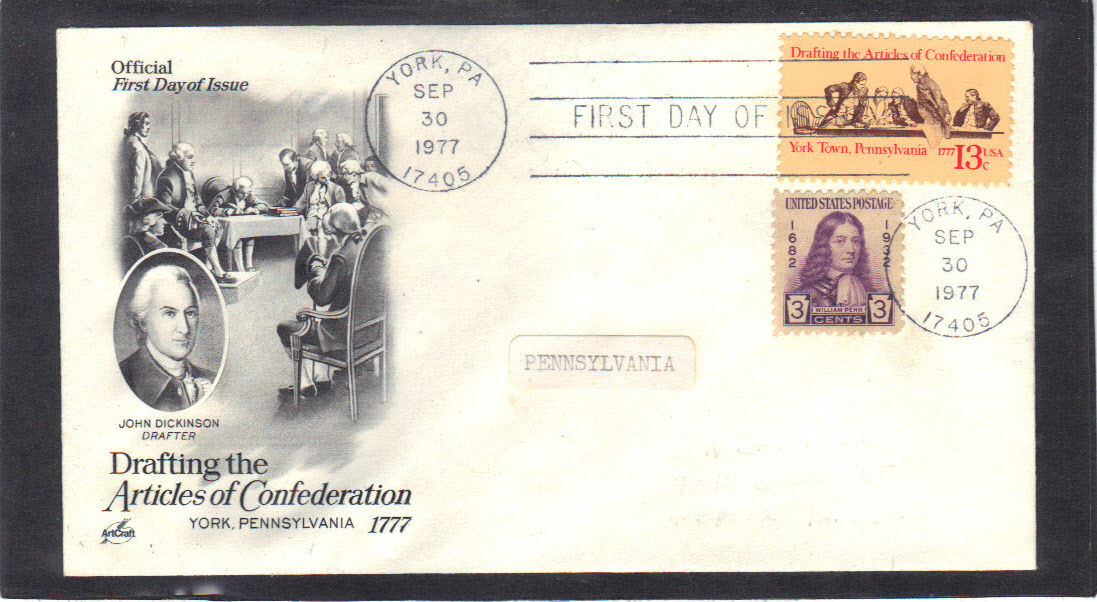 Official
First Day of Issue
YORK, PA
SEP
30
1977
17405
FIRST DAY OF ISSUE
Drafting the Articles of Confederation
York Town, Pennsylvania 1777 13c USA
UNITED STATES POSTAGE
1682
1932
3
WILLIAM PENN
3
CENTS
YORK, PA
SEP
30
1977
17405
PENNSYLVANIA
JOHN DICKINSON
DRAFTER
Drafting the
Articles of Confederation
YORK, PENNSYLVANIA 1777
ArtCraft